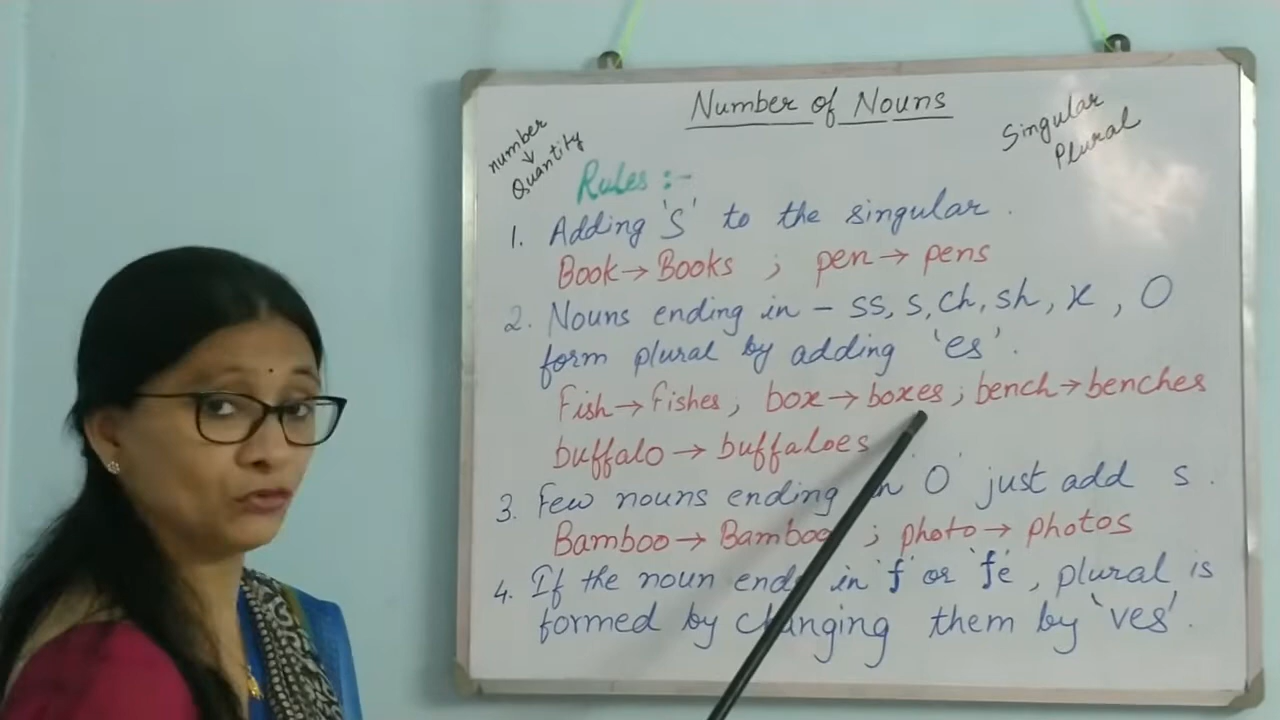 Number of Nouns
number
↓
Quantity
Singular
Plural
Rules :-
1. Adding 's' to the singular.
Book → Books ; pen → pens
2. Nouns ending in - ss, s, ch, sh, x, O
form plural by adding 'es'.
Fish → Fishes, box → boxes; bench → benches
buffalo → buffaloes
3. Few nouns ending in 'O' just add s.
Bamboo → ; photo → photos
4. If the noun ends in 'f' or 'fe', plural is
formed by changing them by 'ves'.